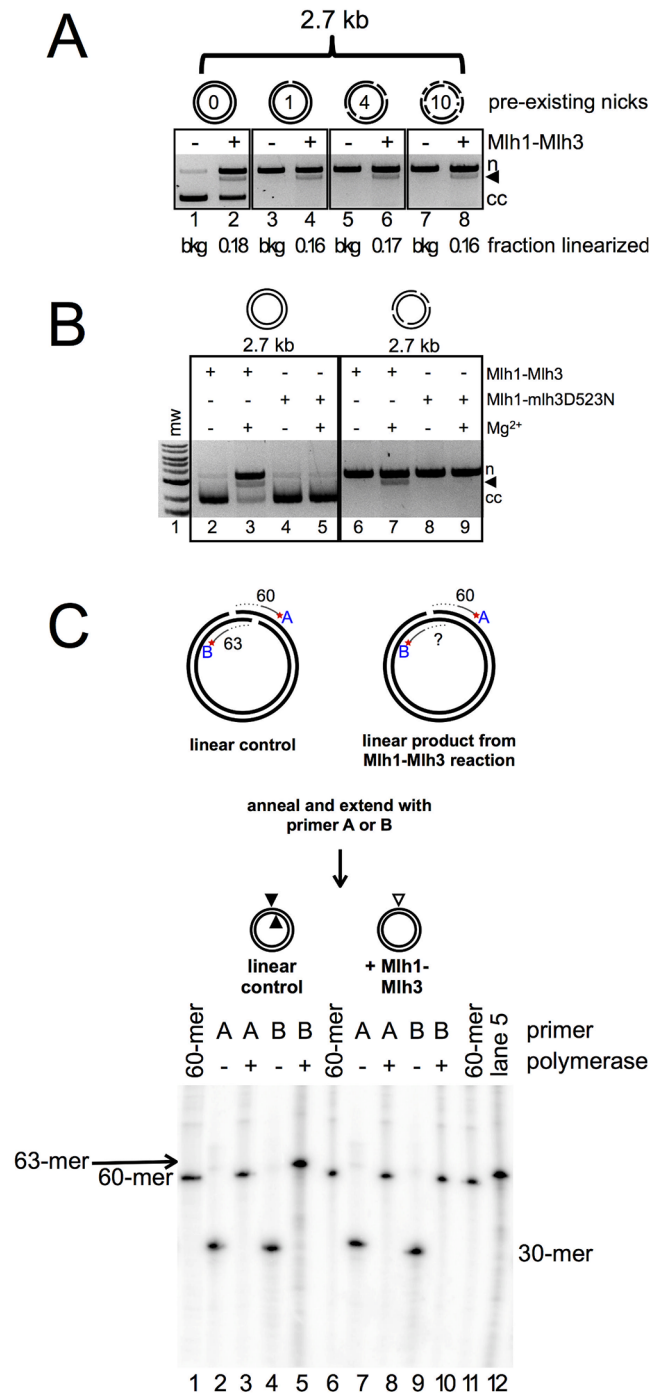 A
2.7 kb
0 1 4 10 pre-existing nicks
- + - + - + - + Mlh1-Mlh3
n
cc
1 2 3 4 5 6 7 8
bkg 0.18 bkg 0.16 bkg 0.17 bkg 0.16 fraction linearized
B
2.7 kb 2.7 kb
+ + - - + + - - Mlh1-Mlh3
- - + + - - + + Mlh1-mlh3D523N
mw - + - + - + - + Mg2+
n
cc
1 2 3 4 5 6 7 8 9
C
60 60
A A
B 63 B ?
linear control linear product from
Mlh1-Mlh3 reaction
anneal and extend with
primer A or B
linear + Mlh1-
control Mlh3
60-mer A A B B 60-mer A A B B 60-mer lane 5 primer
- + - + - + - + polymerase
63-mer
60-mer
30-mer
1 2 3 4 5 6 7 8 9 10 11 12